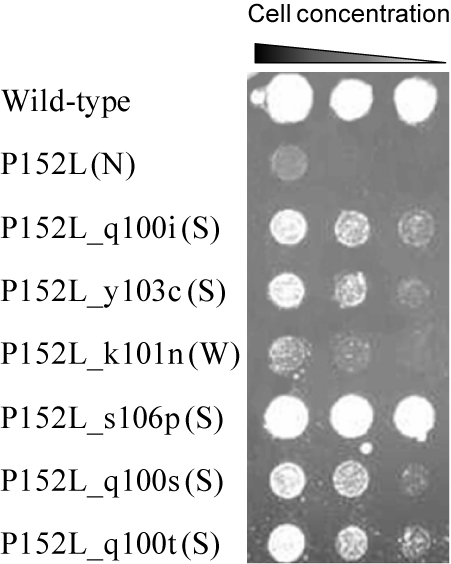 Cell concentration
Wild-type
P152L(N)
P152L_q100i(S)
P152L_y103c(S)
P152L_k101n(W)
P152L_s106p(S)
P152L_q100s(S)
P152L_q100t(S)